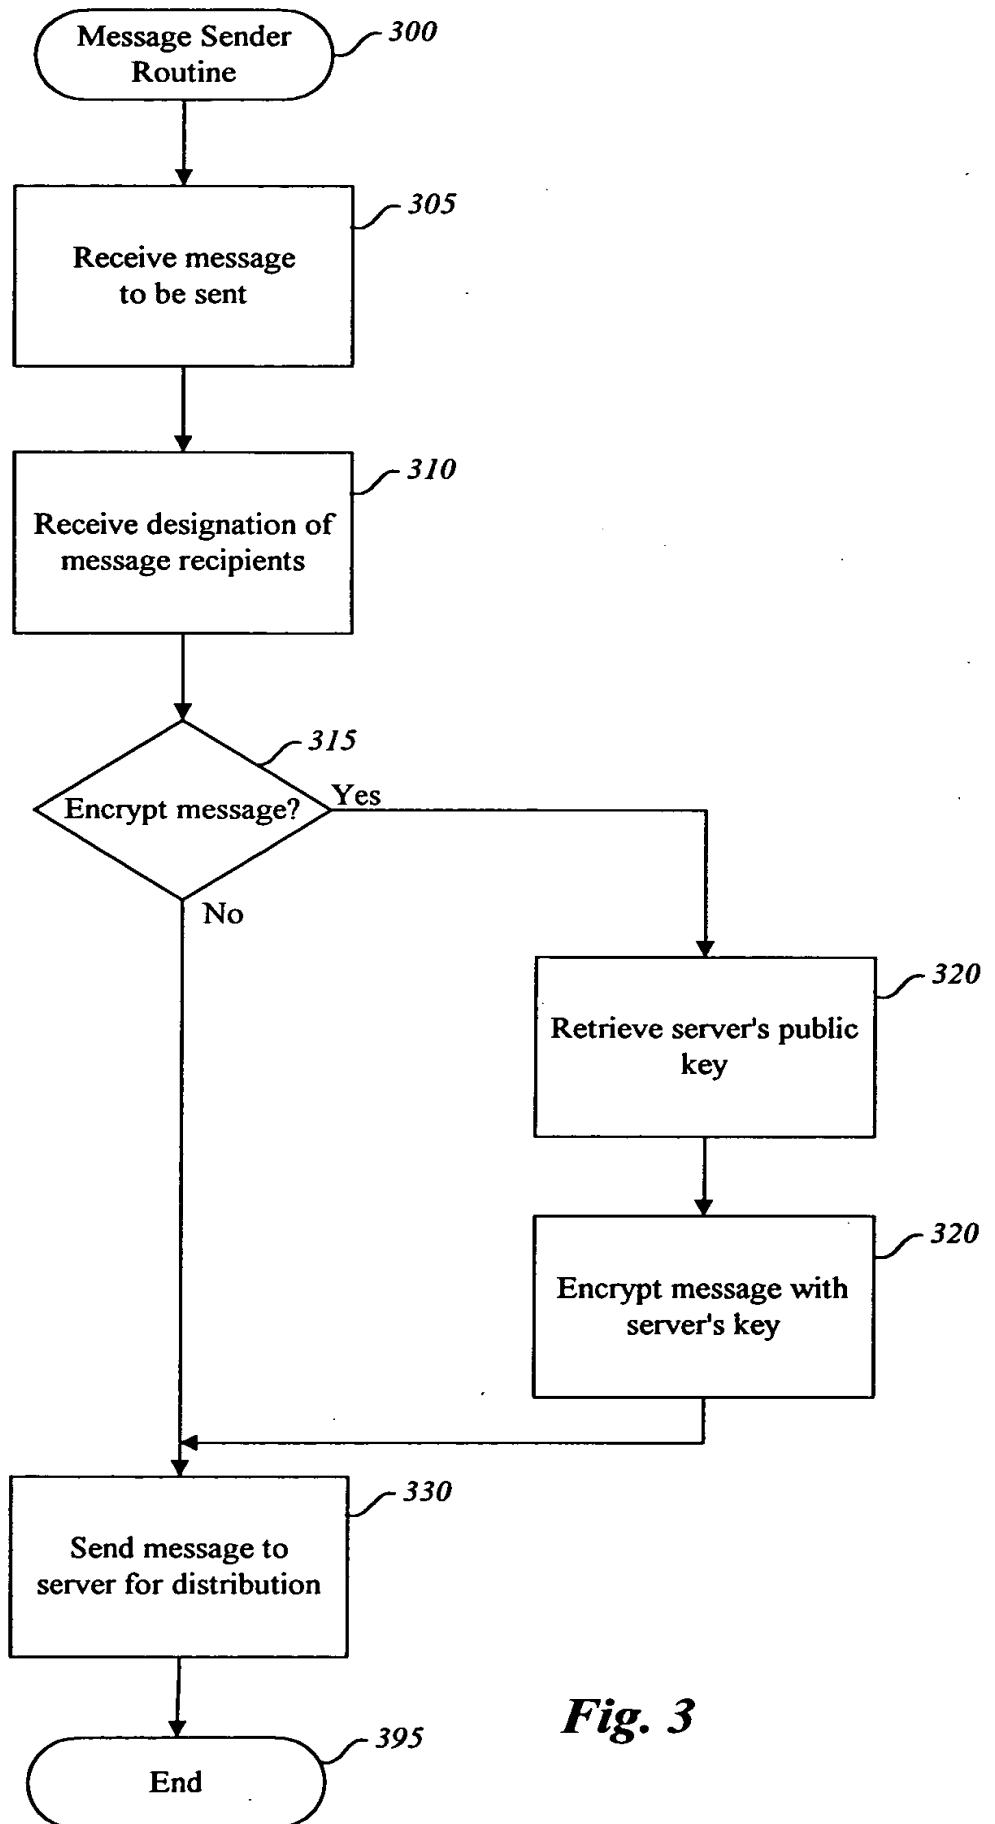 Message Sender
Routine
300
305
Receive message
to be sent
310
Receive designation of
message recipients
315
Encrypt message?
Yes
No
320
Retrieve server's public
key
320
Encrypt message with
server's key
330
Send message to
server for distribution
Fig. 3
395
End